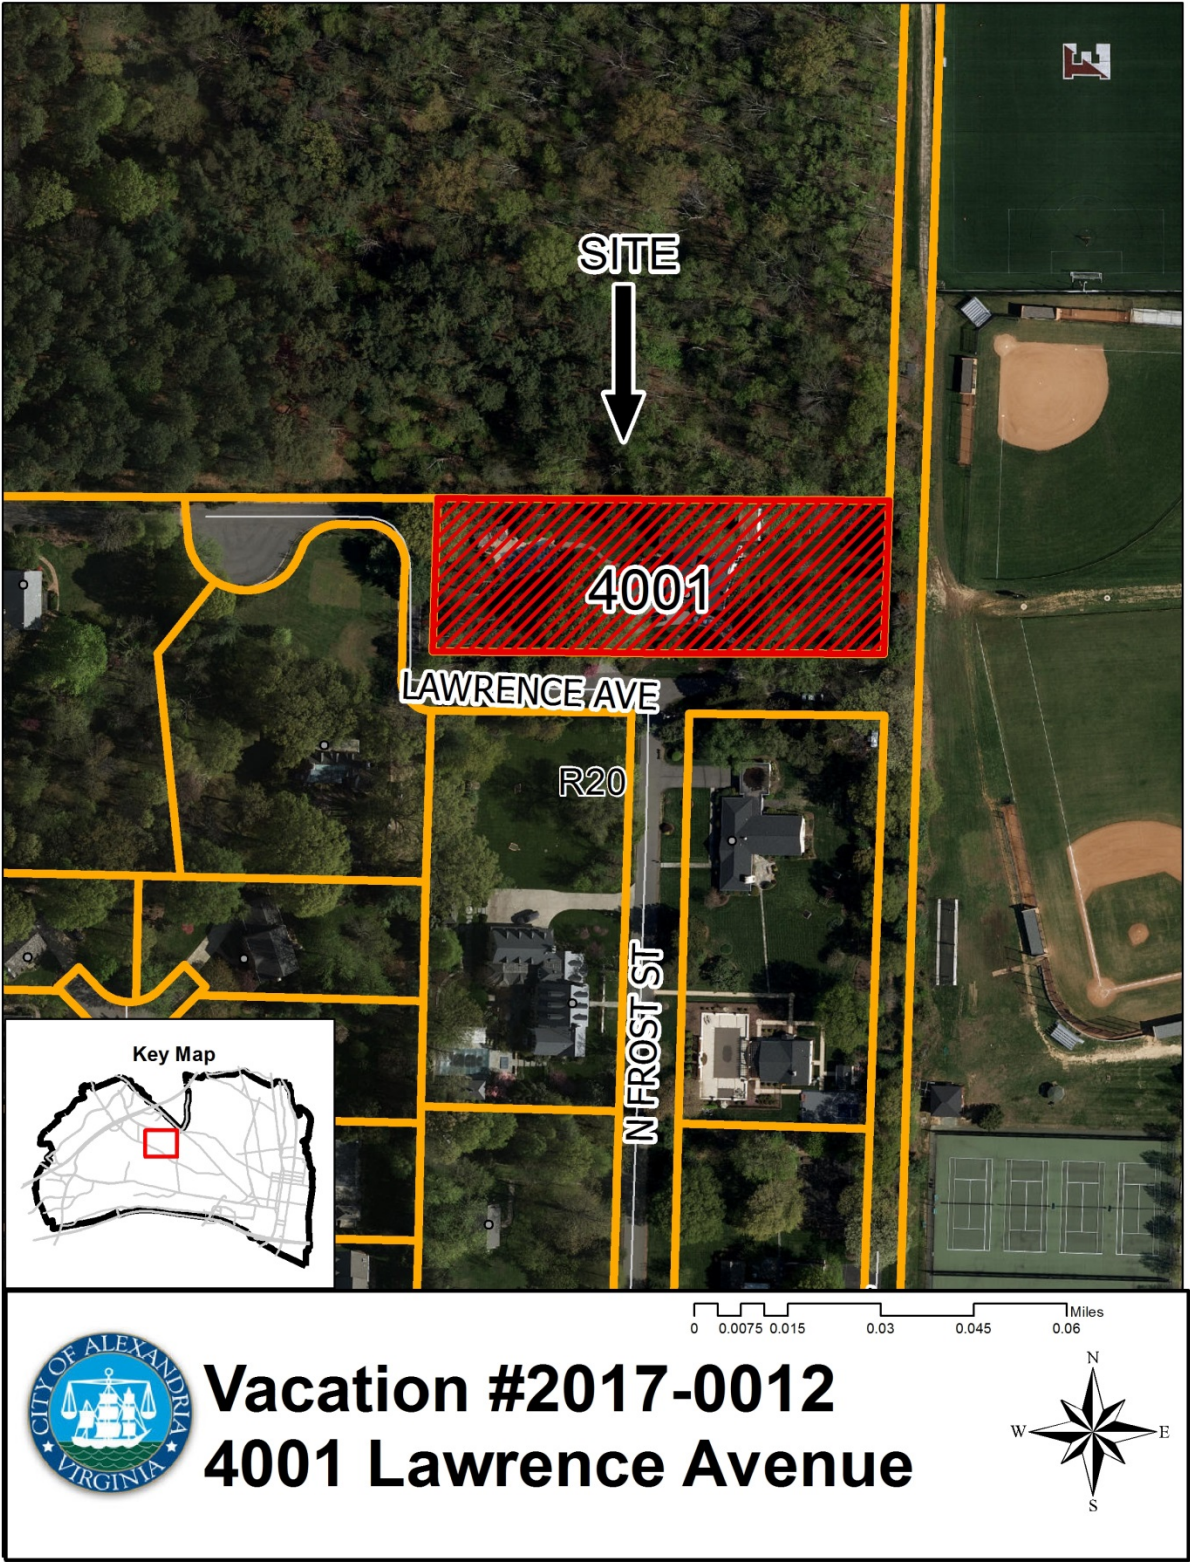 E
SITE
4001
LAWRENCE AVE
R20
N FROST ST
Key Map
Miles
0 0.0075 0.015 0.03 0.045 0.06
CITY OF ALEXANDRIA
VIRGINIA
Vacation #2017-0012
4001 Lawrence Avenue
N
W E
S